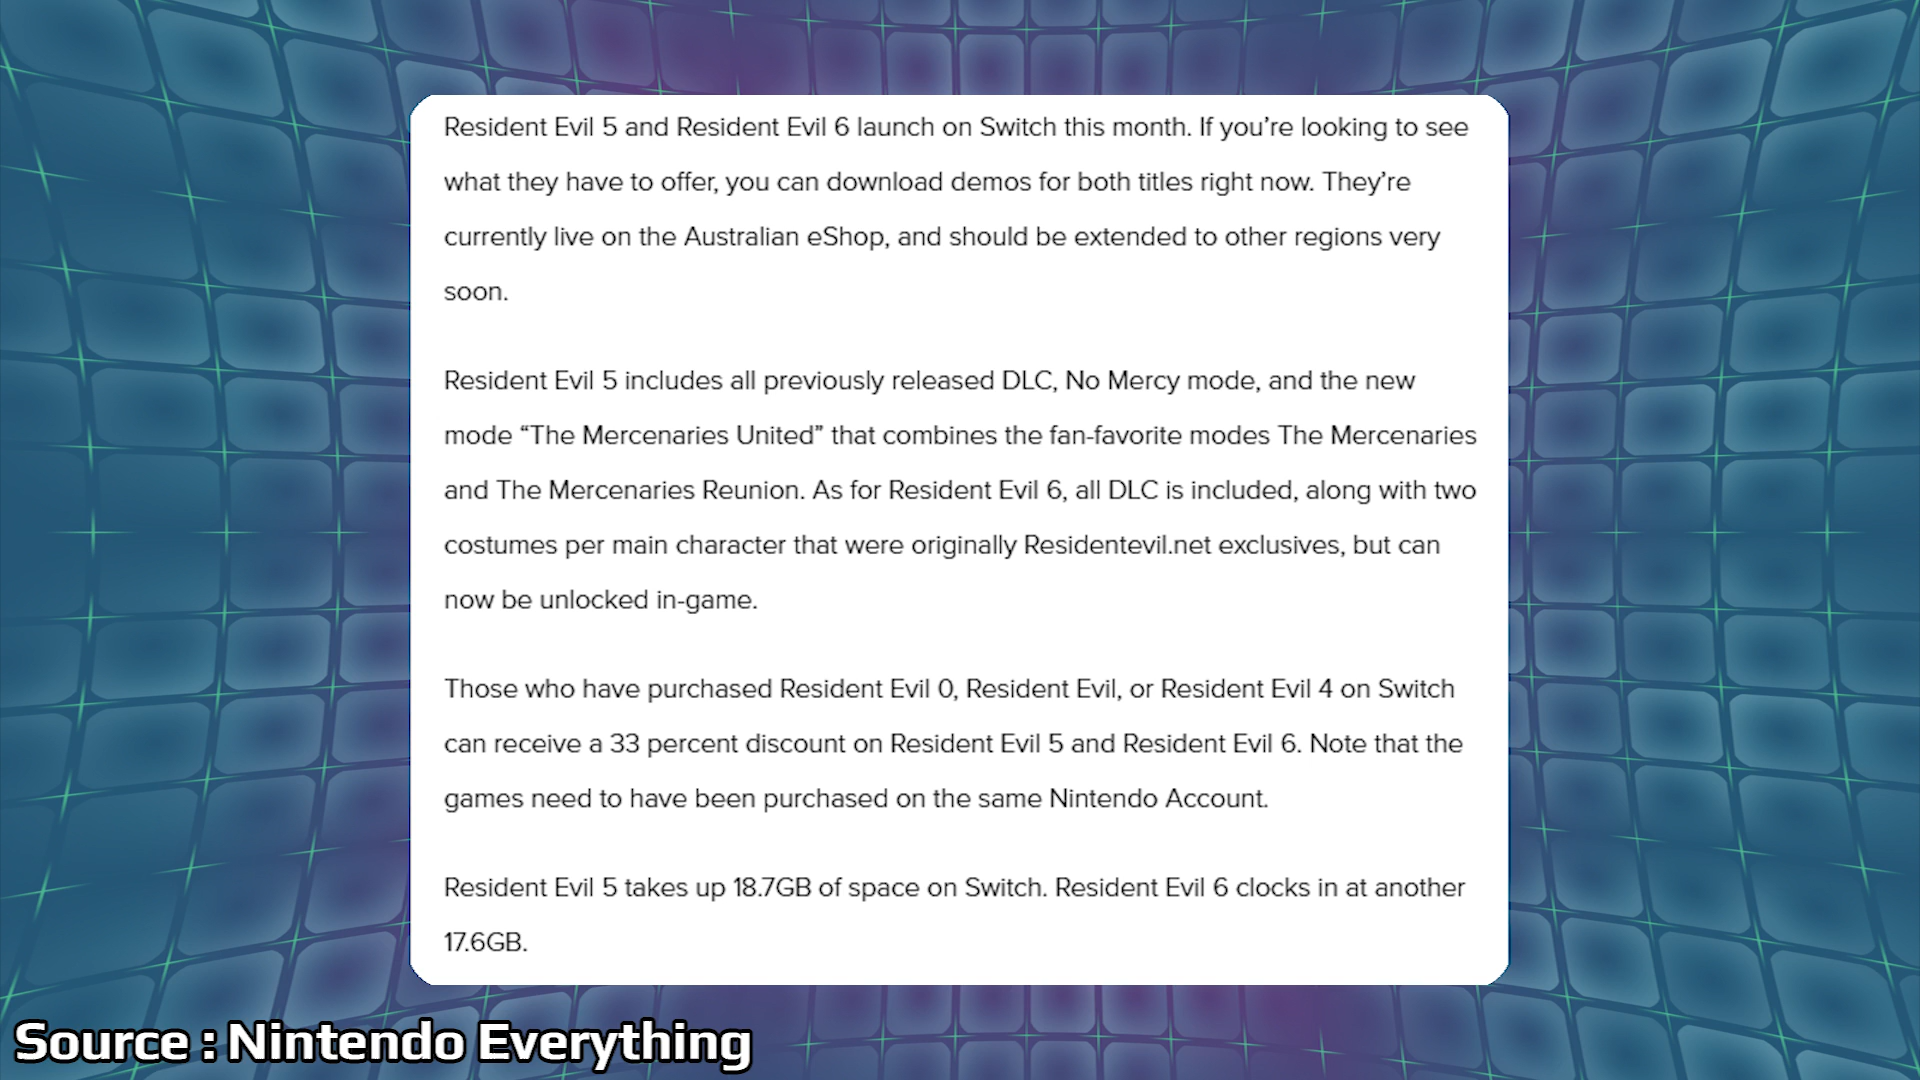 Resident Evil 5 and Resident Evil 6 launch on Switch this month. If you’re looking to see
what they have to offer, you can download demos for both titles right now. They’re
currently live on the Australian eShop, and should be extended to other regions very
soon.
Resident Evil 5 includes all previously released DLC, No Mercy mode, and the new
mode “The Mercenaries United” that combines the fan-favorite modes The Mercenaries
and The Mercenaries Reunion. As for Resident Evil 6, all DLC is included, along with two
costumes per main character that were originally Residentevil.net exclusives, but can
now be unlocked in-game.
Those who have purchased Resident Evil 0, Resident Evil, or Resident Evil 4 on Switch
can receive a 33 percent discount on Resident Evil 5 and Resident Evil 6. Note that the
games need to have been purchased on the same Nintendo Account.
Resident Evil 5 takes up 18.7GB of space on Switch. Resident Evil 6 clocks in at another
17.6GB.
Source : Nintendo Everything